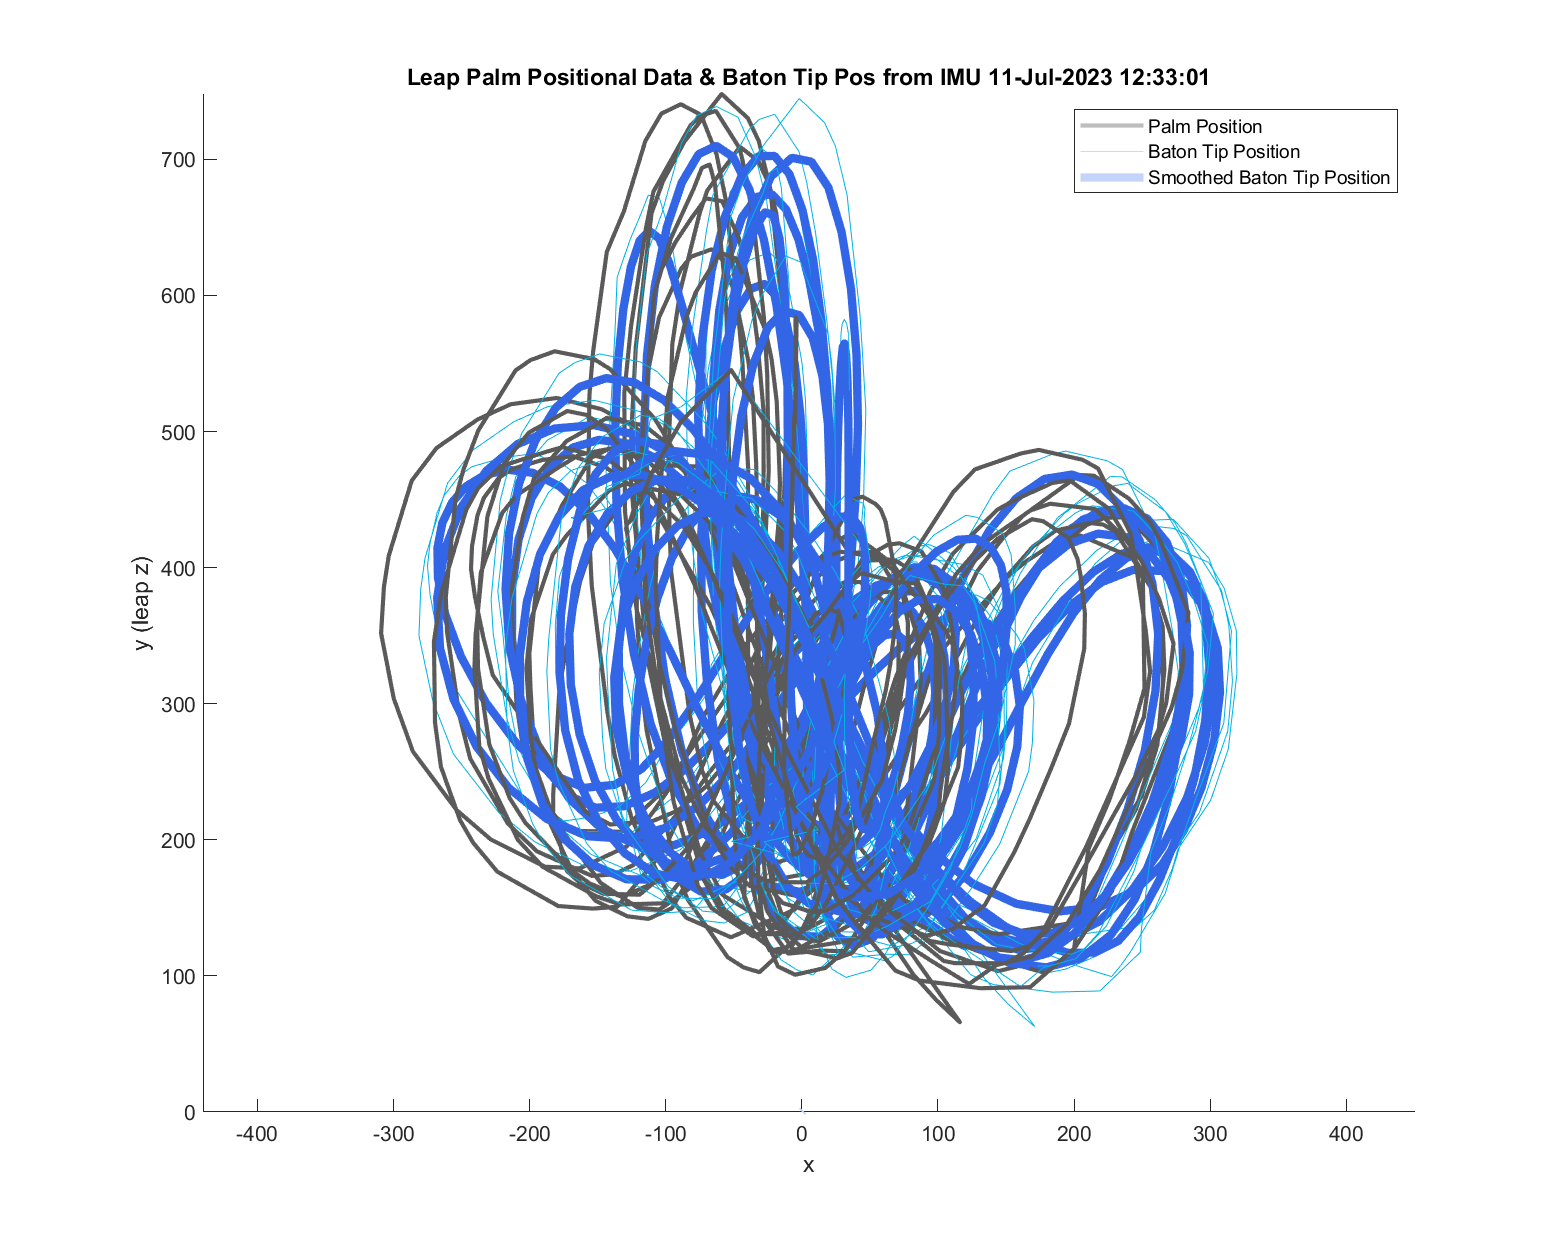 Leap Palm Positional Data & Baton Tip Pos from IMU 11-Jul-2023 12:33:01
Palm Position
Baton Tip Position
Smoothed Baton Tip Position
700
600
500
400
300
200
100
0
y (leap z)
-400 -300 -200 -100 0 100 200 300 400
x